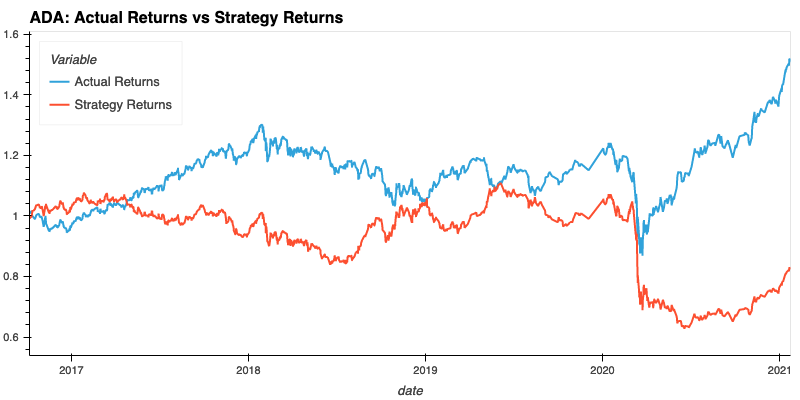 ADA: Actual Returns vs Strategy Returns
1.6
1.4
1.2
1
0.8
0.6
Variable
Actual Returns
Strategy Returns
2017
2018
2019
2020
2021
date